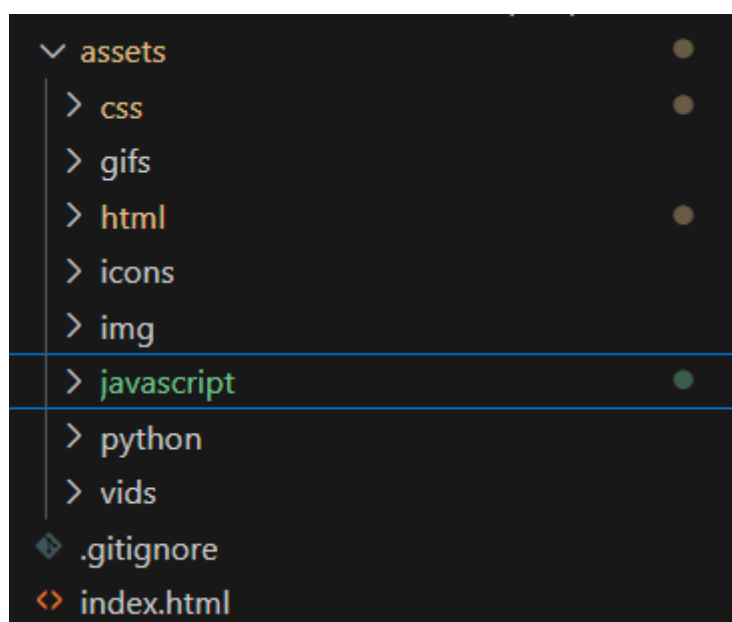 assets
css
gifs
html
icons
img
javascript
python
vids
.gitignore
index.html